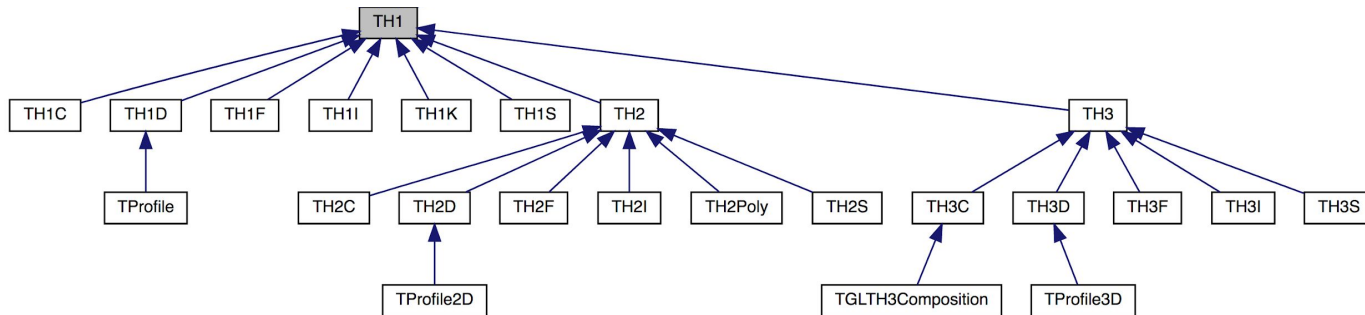 TH1
TH1C TH1D TH1F TH1I TH1K TH1S TH2 TH3
TProfile TH2C TH2D TH2F TH2I TH2Poly TH2S TH3C TH3D TH3F TH3I TH3S
TProfile2D TGLTH3Composition TProfile3D